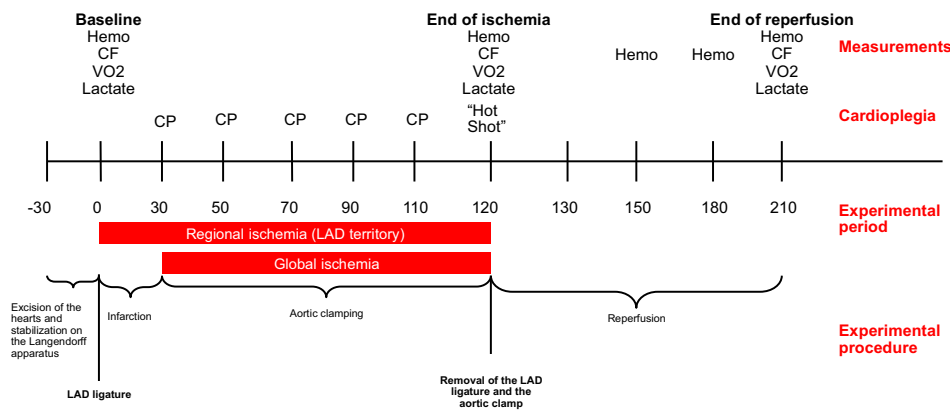 Baseline
Hemo
CF
VO2
Lactate
End of ischemia
Hemo
CF
VO2
Lactate
Hemo
Hemo
End of reperfusion
Hemo
CF
VO2
Lactate
Measurements
CP
CP
CP
CP
CP
“Hot
Shot”
Cardioplegia
-30 0 30 50 70 90 110 120 130 150 180 210
Experimental
period
Regional ischemia (LAD territory)
Global ischemia
Excision of the
hearts and
stabilization on
the Langendorff
apparatus
Infarction
Aortic clamping
Reperfusion
Experimental
procedure
LAD ligature
Removal of the LAD
ligature and the
aortic clamp